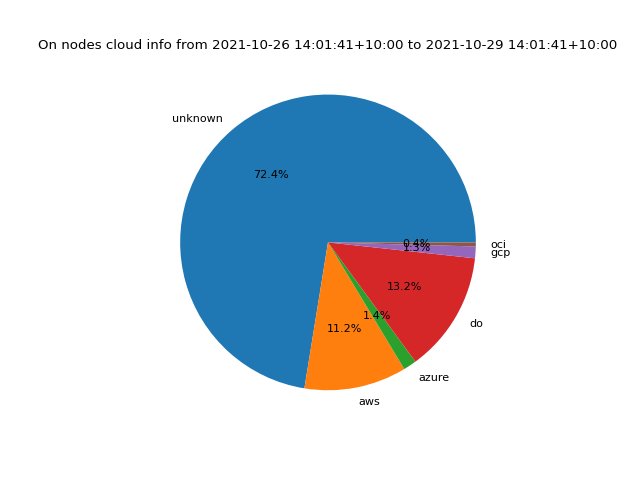 On nodes cloud info from 2021-10-26 14:01:41+10:00 to 2021-10-29 14:01:41+10:00
unknown
72.4%
0.4%
oci
1.3%
gcp
13.2%
1.4%
11.2%
do
azure
aws